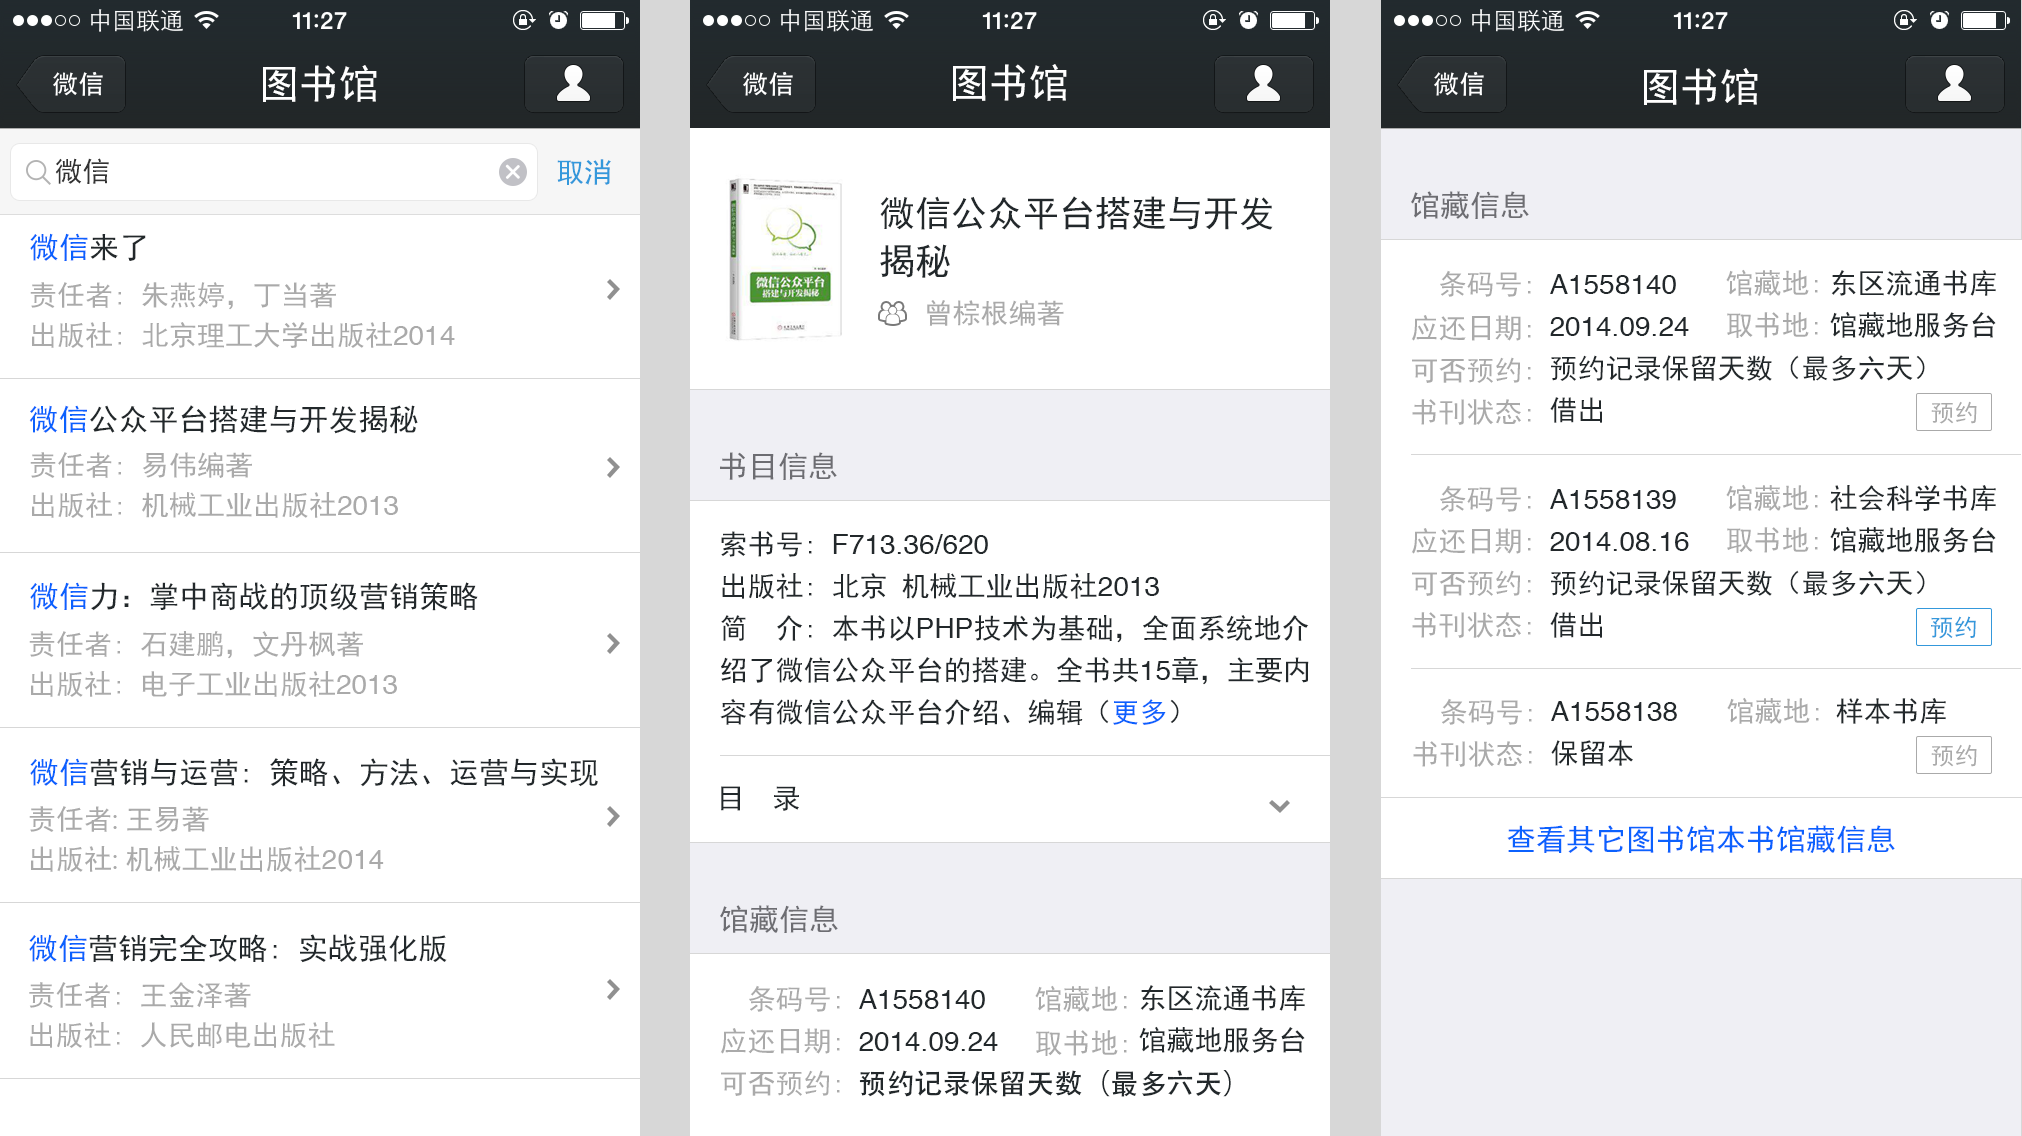 中国联通
11:27
微信
图书馆
微信
取消
微信来了
责任者：朱燕婷，丁当著
出版社：北京理工大学出版社2014
微信公众平台搭建与开发揭秘
责任者：易伟编著
出版社：机械工业出版社2013
微信力：掌中商战的顶级营销策略
责任者：石建鹏，文丹枫著
出版社：电子工业出版社2013
微信营销与运营：策略、方法、运营与实现
责任者: 王易著
出版社: 机械工业出版社2014
微信营销完全攻略：实战强化版
责任者：王金泽著
出版社：人民邮电出版社
中国联通
11:27
微信
图书馆
微信公众平台
搭建与开发揭秘
微信公众平台搭建与开发
揭秘
曾棕根编著
书目信息
索书号：F713.36/620
出版社：北京 机械工业出版社2013
简　介：本书以PHP技术为基础，全面系统地介
绍了微信公众平台的搭建。全书共15章，主要内
容有微信公众平台介绍、编辑（更多）
目　录
馆藏信息
条码号：A1558140 馆藏地：东区流通书库
应还日期：2014.09.24 取书地：馆藏地服务台
可否预约：预约记录保留天数（最多六天）
中国联通
11:27
微信
图书馆
馆藏信息
条码号：A1558140 馆藏地：东区流通书库
应还日期：2014.09.24 取书地：馆藏地服务台
可否预约：预约记录保留天数（最多六天）
书刊状态：借出 预约
条码号：A1558139 馆藏地：社会科学书库
应还日期：2014.08.16 取书地：馆藏地服务台
可否预约：预约记录保留天数（最多六天）
书刊状态：借出 预约
条码号：A1558138 馆藏地：样本书库
书刊状态：保留本 预约
查看其它图书馆本书馆藏信息